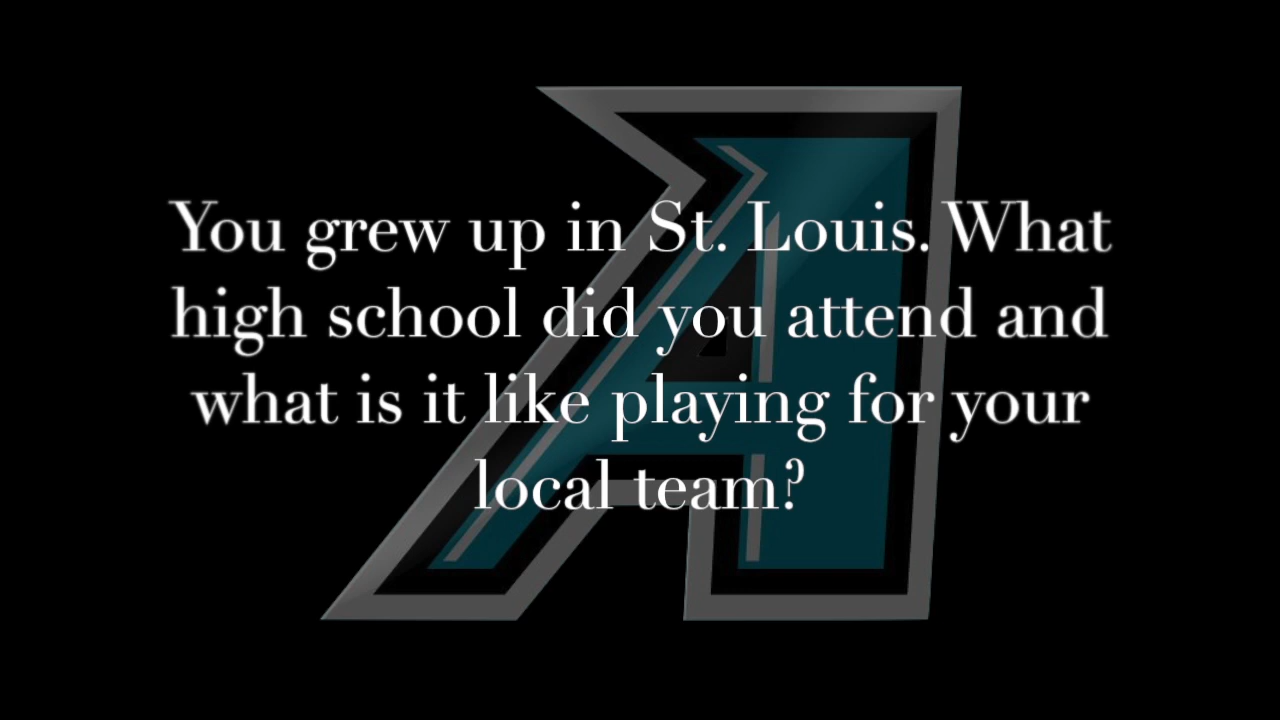 You grew up in St. Louis. What
high school did you attend and
what is it like playing for your
local team?